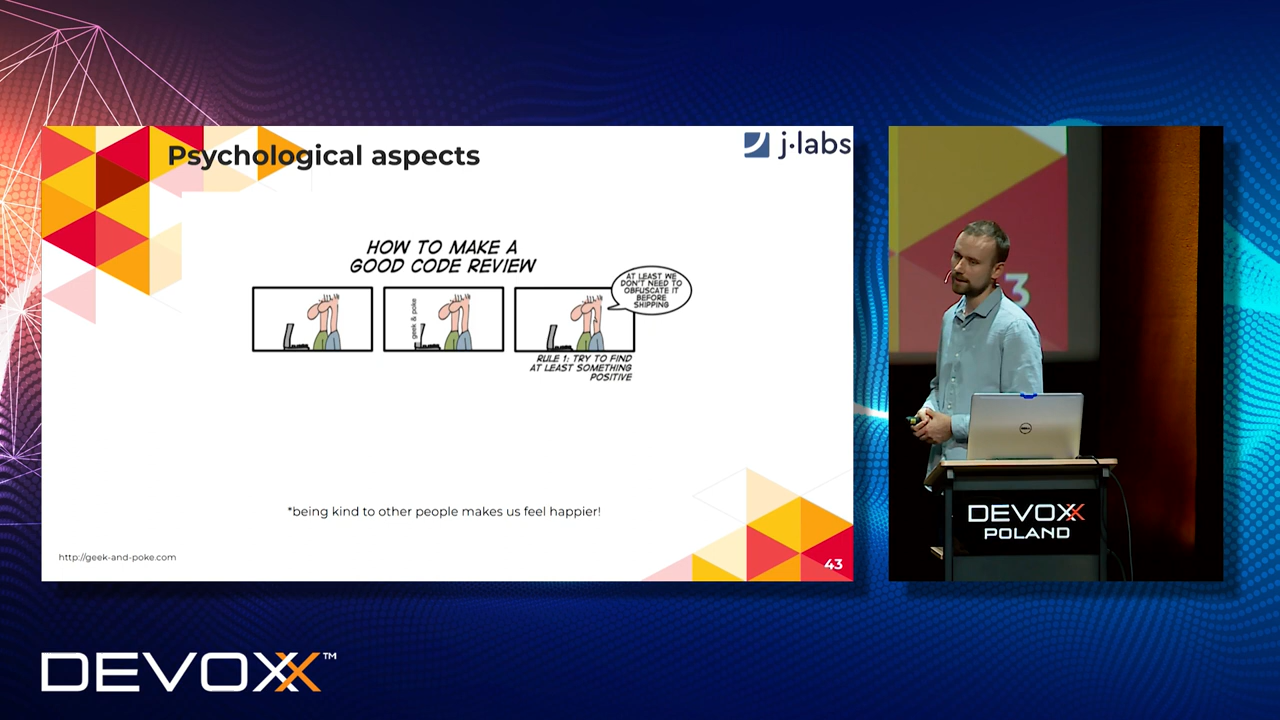 Psychological aspects
j·labs
HOW TO MAKE A
GOOD CODE REVIEW
geek & poke
AT LEAST WE
DON'T NEED TO
OBFUSCATE IT
BEFORE
SHIPPING
RULE 1: TRY TO FIND
AT LEAST SOMETHING
POSITIVE
*being kind to other people makes us feel happier!
http://geek-and-poke.com
43
3
DELL
DEVOXX
POLAND
DEVOXX™